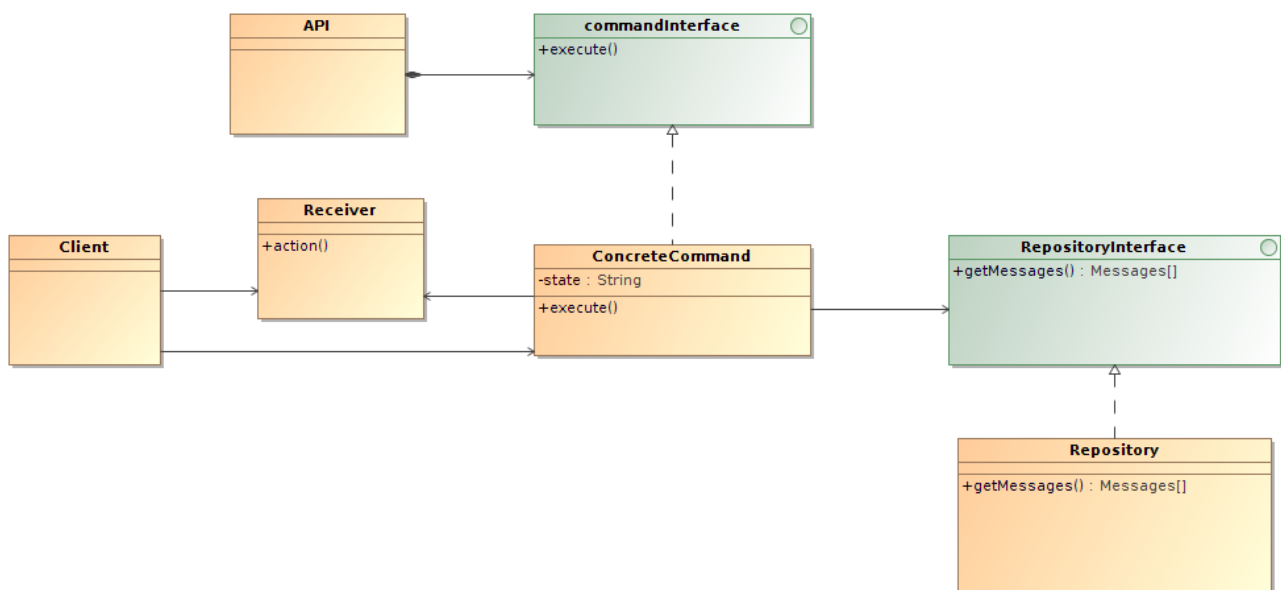 API
commandInterface
+execute()
Receiver
+action()
Client
ConcreteCommand
-state : String
+execute()
RepositoryInterface
+getMessages() : Messages[]
Repository
+getMessages() : Messages[]